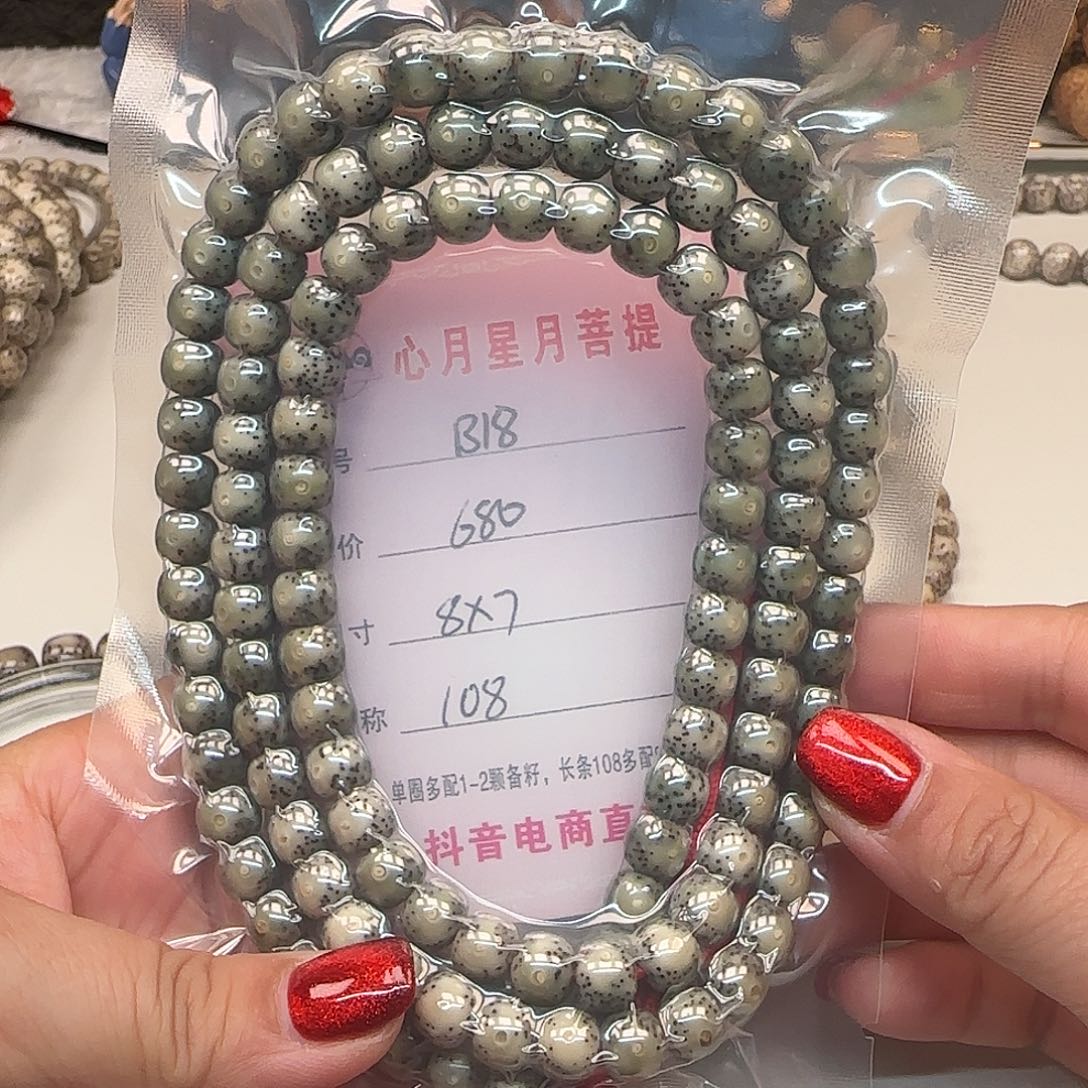 心月星月菩提
号 B18
价 680
寸 8X7
称 108
单圈多配1-2颗备籽，长条108多配
抖音电商直